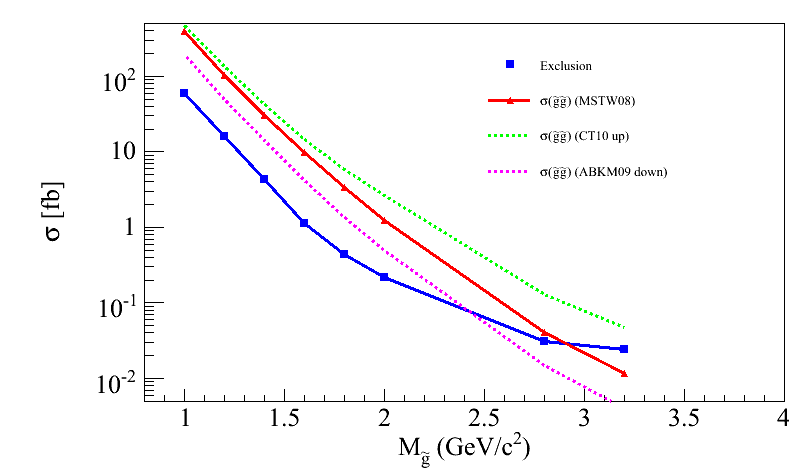 σ [fb]
10²
10
1
10⁻¹
10⁻²
Exclusion
σ(g̃g̃) (MSTW08)
σ(g̃g̃) (CT10 up)
σ(g̃g̃) (ABKM09 down)
1 1.5 2 2.5 3 3.5 4
M_g̃ (GeV/c²)